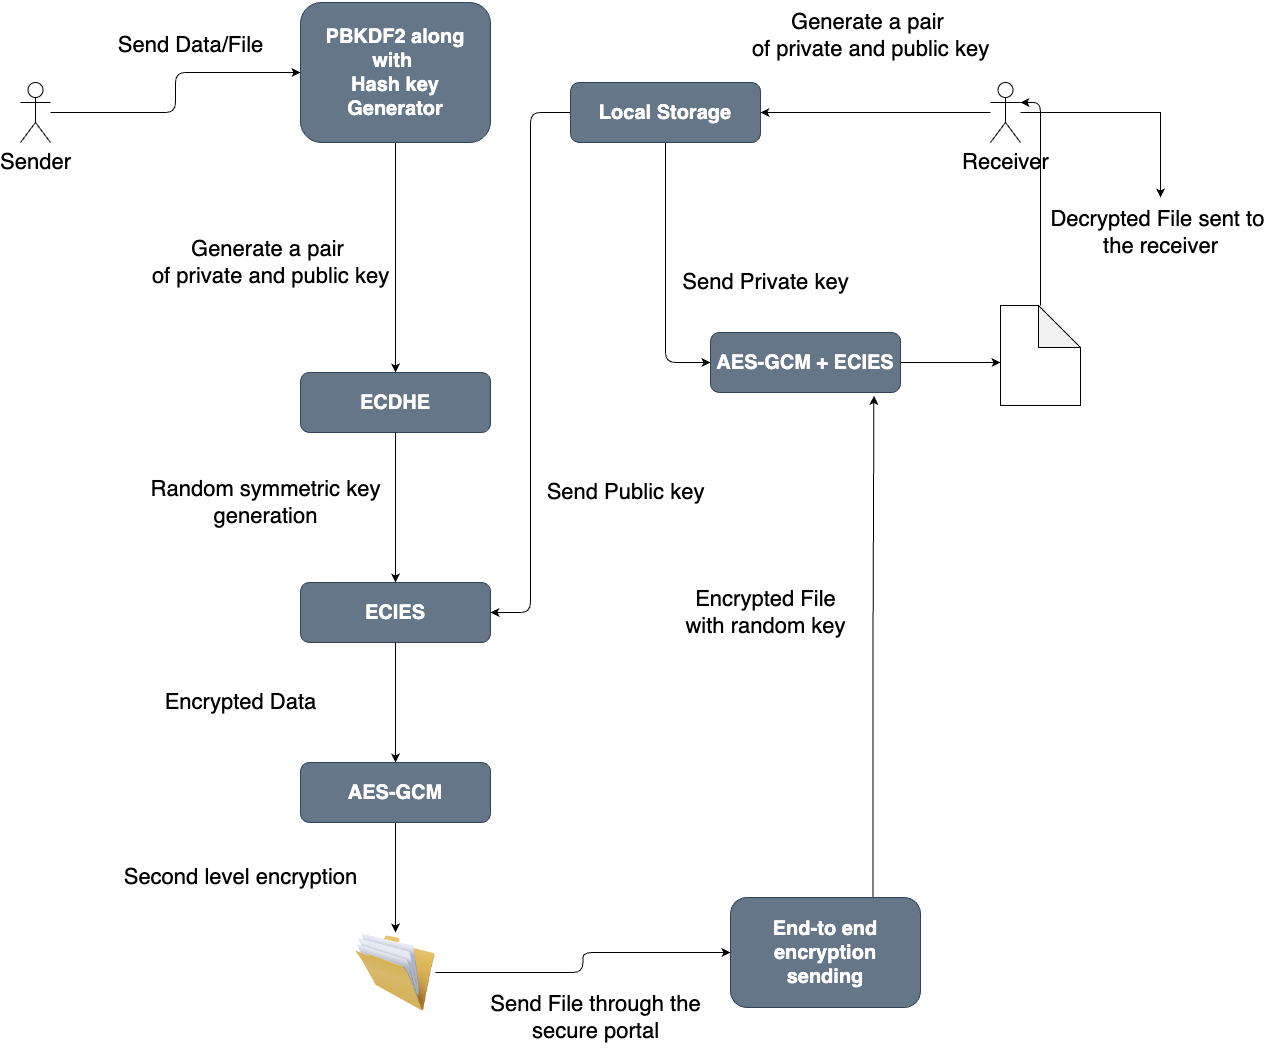 Generate a pair
of private and public key
Send Data/File
PBKDF2 along
with
Hash key
Generator
Local Storage
Sender
Receiver
Decrypted File sent to
the receiver
Generate a pair
of private and public key
Send Private key
AES-GCM + ECIES
ECDHE
Random symmetric key
generation
Send Public key
ECIES
Encrypted File
with random key
Encrypted Data
AES-GCM
Second level encryption
End-to end
encryption
sending
Send File through the
secure portal